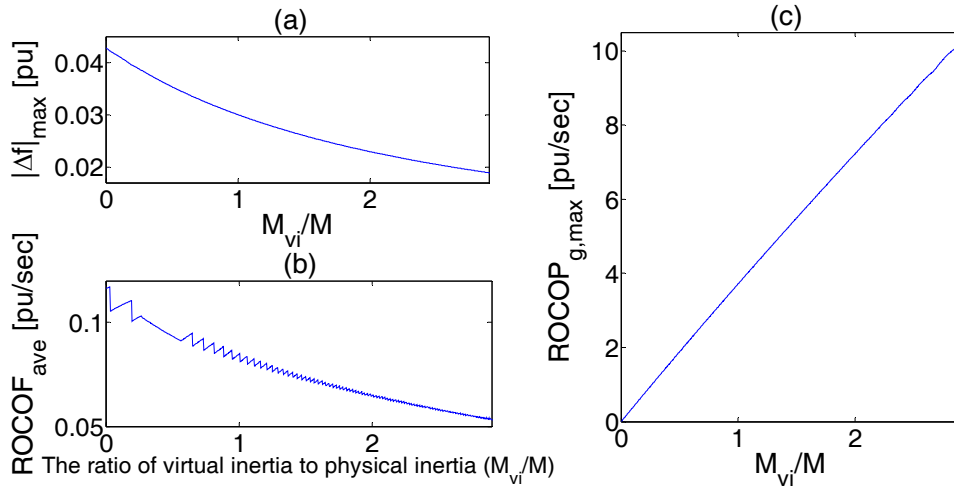 (a)
|Δf|max [pu]
0.04
0.03
0.02
0
1
2
Mvi/M
(b)
ROCOFave [pu/sec]
0.1
0.05
0
1
2
The ratio of virtual inertia to physical inertia (Mvi/M)
(c)
ROCOPg,max [pu/sec]
10
8
6
4
2
0
0
1
2
Mvi/M